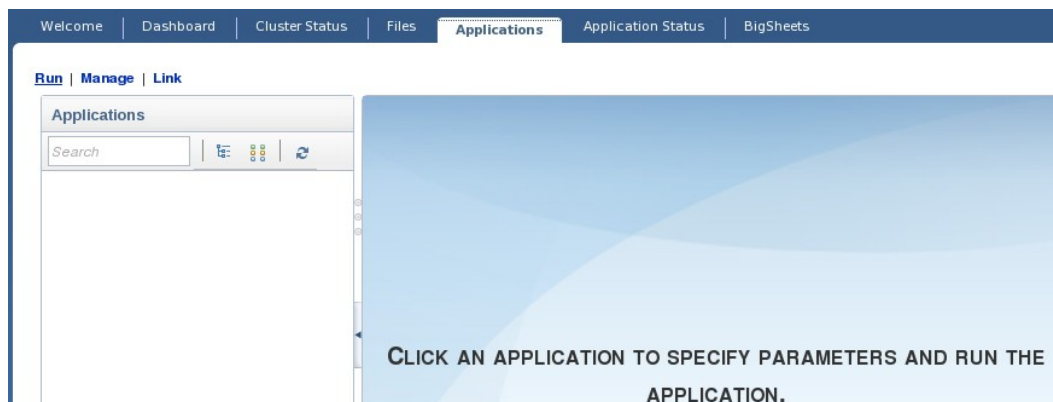 Welcome Dashboard Cluster Status Files Applications Application Status BigSheets
Run | Manage | Link
Applications
Search
CLICK AN APPLICATION TO SPECIFY PARAMETERS AND RUN THE
APPLICATION.